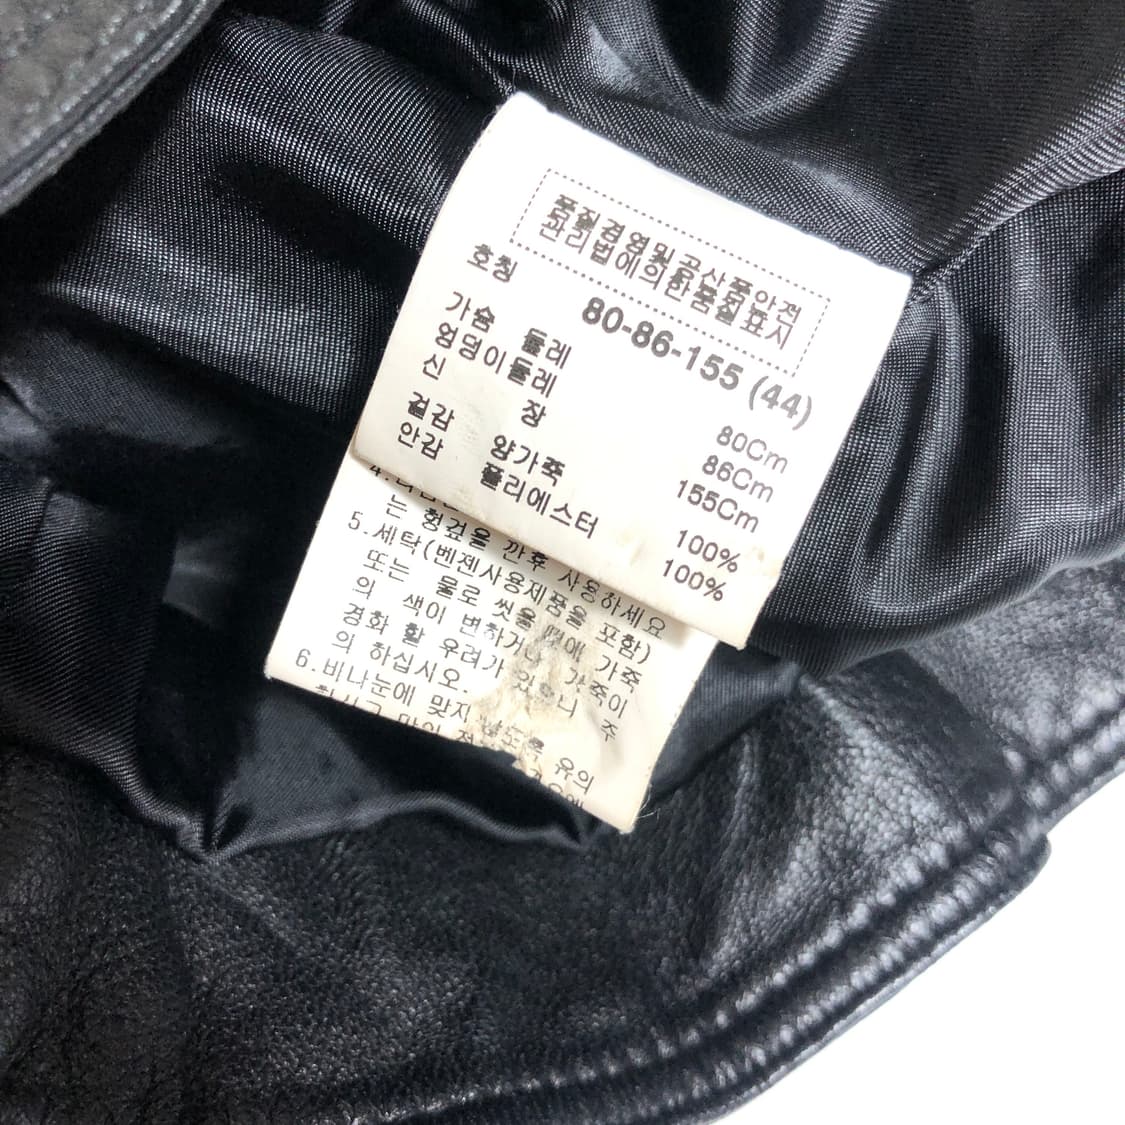 품질경영및공산품안전
관리법에의한품질표시
호칭 80-86-155 (44)
가슴 둘레 80Cm
엉덩이둘레 86Cm
신 장 155Cm
겉감 양가죽 100%
안감 폴리에스터 100%
는 헝겊을 깐후 사용하세요
5.세탁(벤젠사용제품을 포함)
또는 물로 씻을 때에 가죽
의 색이 변하거나 가죽이
경화 할 우려가 있으니 주
의 하십시오.
6.비나눈에 맞지 않도록 유의